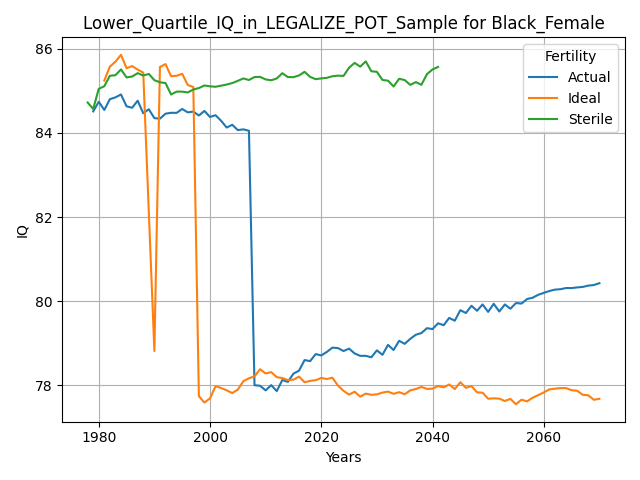 Lower_Quartile_IQ_in_LEGALIZE_POT_Sample for Black_Female
Fertility
Actual
Ideal
Sterile
IQ
86
84
82
80
78
1980
2000
2020
2040
2060
Years